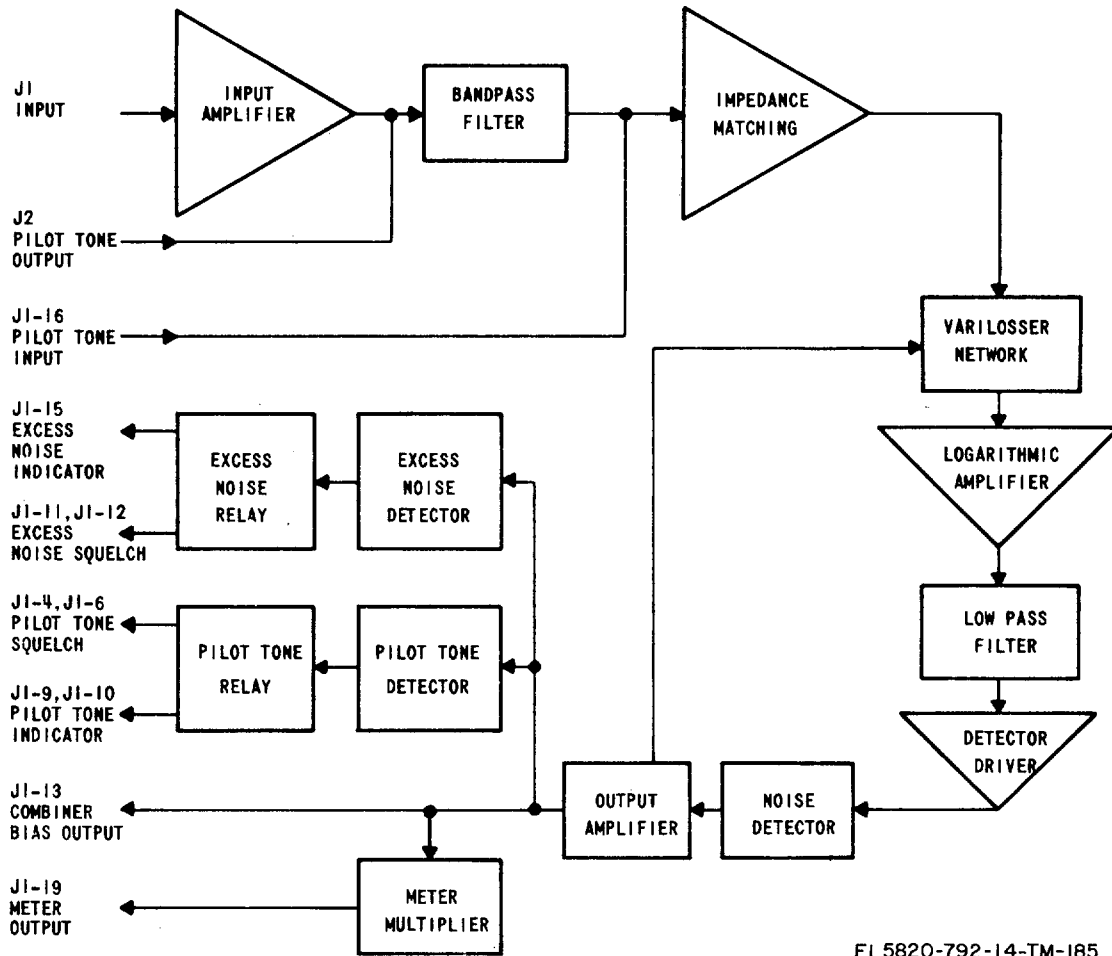 J1
INPUT
INPUT
AMPLIFIER
BANDPASS
FILTER
IMPEDANCE
MATCHING
J2
PILOT TONE
OUTPUT
J1-16
PILOT TONE
INPUT
VARILOSSER
NETWORK
J1-15
EXCESS
NOISE
INDICATOR
J1-11, J1-12
EXCESS
NOISE SQUELCH
EXCESS
NOISE
RELAY
EXCESS
NOISE
DETECTOR
LOGARITHMIC
AMPLIFIER
J1-4, J1-6
PILOT TONE
SQUELCH
J1-9, J1-10
PILOT TONE
INDICATOR
PILOT TONE
RELAY
PILOT TONE
DETECTOR
LOW PASS
FILTER
DETECTOR
DRIVER
J1-13
COMBINER
BIAS OUTPUT
OUTPUT
AMPLIFIER
NOISE
DETECTOR
J1-19
METER
OUTPUT
METER
MULTIPLIER
EL5820-792-14-TM-185